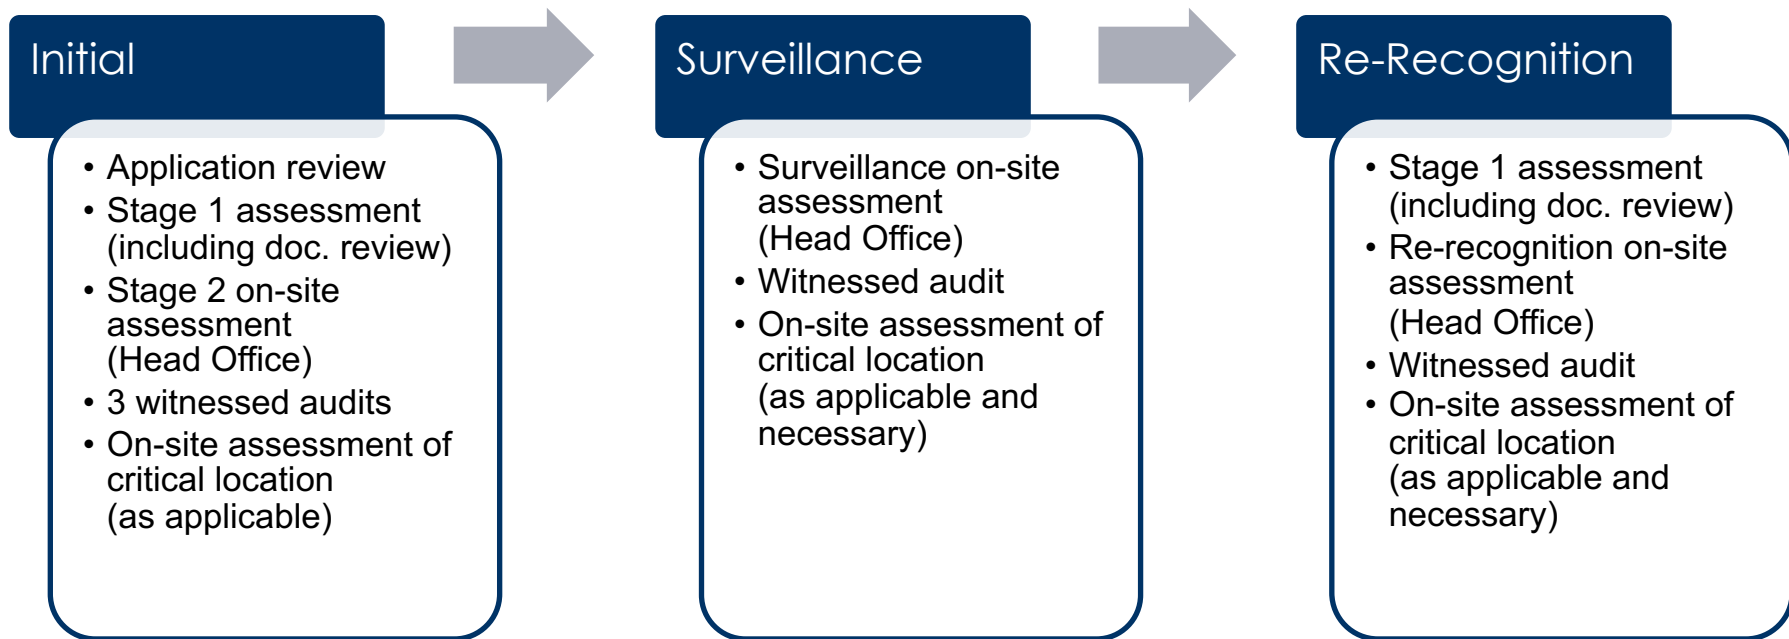 Initial
• Application review
• Stage 1 assessment
(including doc. review)
• Stage 2 on-site
assessment
(Head Office)
• 3 witnessed audits
• On-site assessment of
critical location
(as applicable)
Surveillance
• Surveillance on-site
assessment
(Head Office)
• Witnessed audit
• On-site assessment of
critical location
(as applicable and
necessary)
Re-Recognition
• Stage 1 assessment
(including doc. review)
• Re-recognition on-site
assessment
(Head Office)
• Witnessed audit
• On-site assessment of
critical location
(as applicable and
necessary)